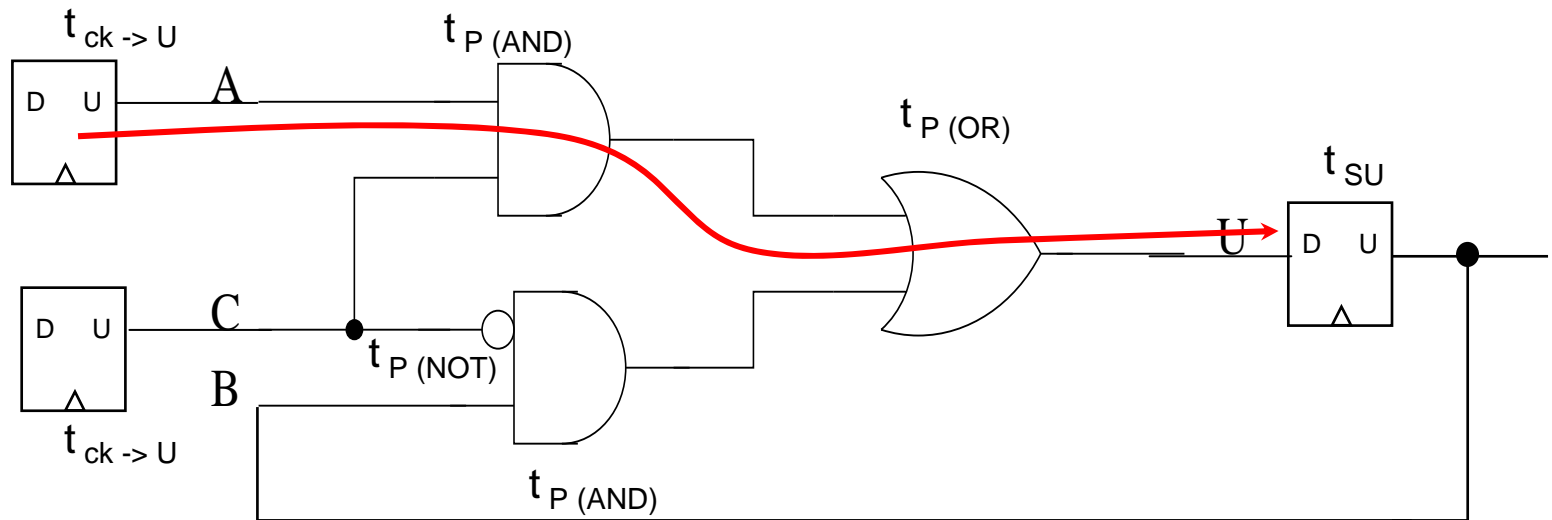 t ck -> U
t P (AND)
D U
A
t P (OR)
t SU
U
D U
D U
C
t P (NOT)
B
t ck -> U
t P (AND)